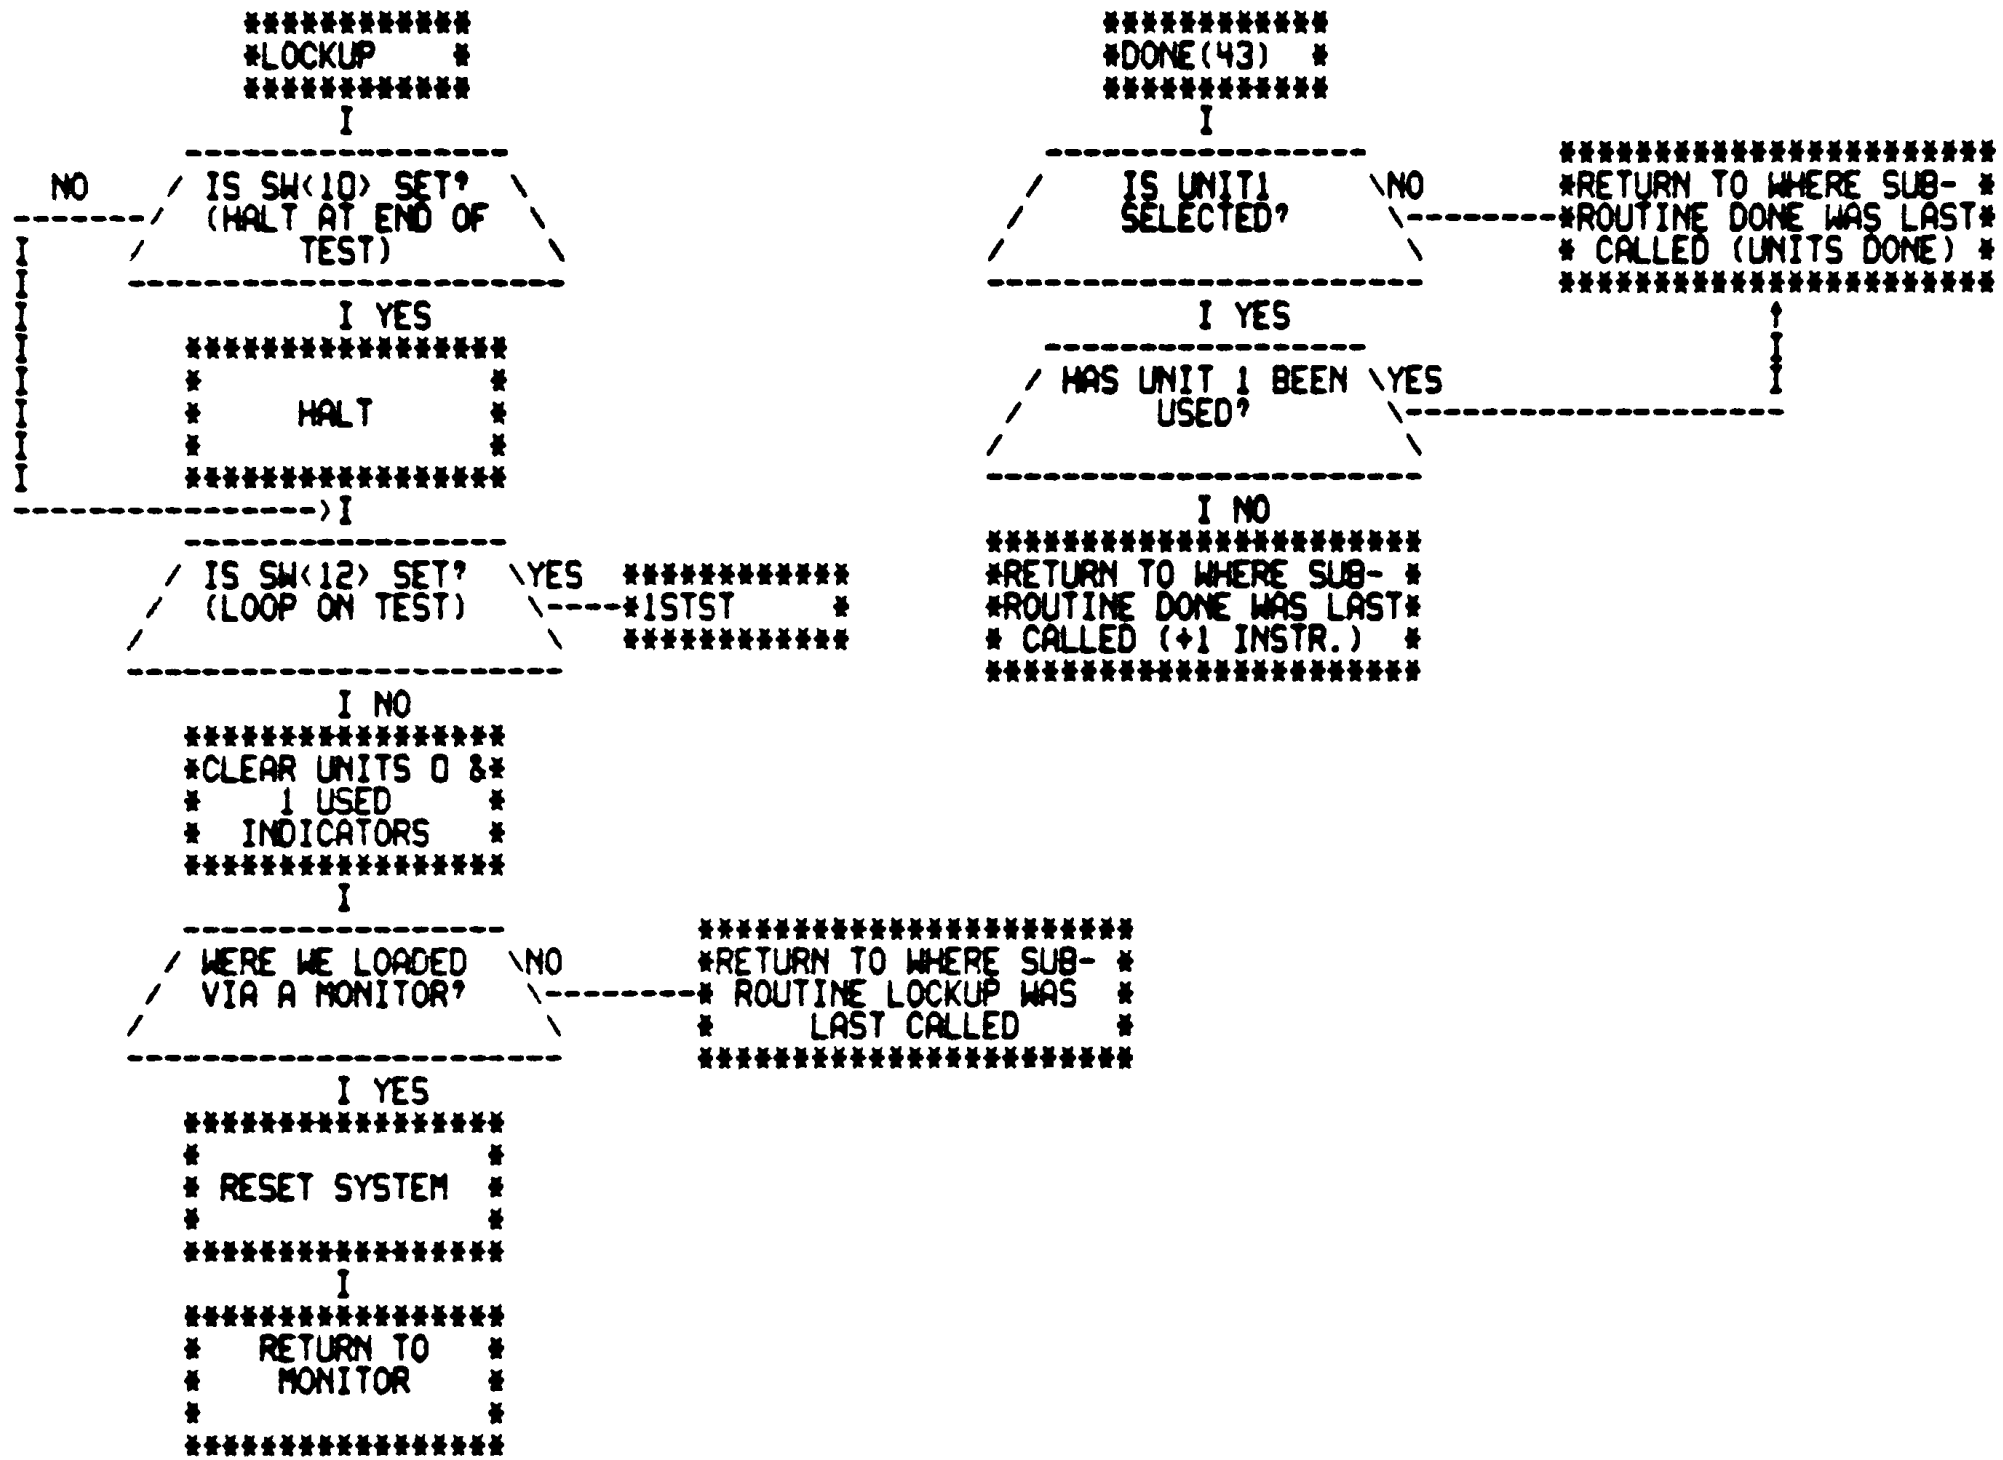 LOCKUP
IS SW<10> SET?
(HALT AT END OF
TEST)
NO
YES
HALT
IS SW<12> SET?
(LOOP ON TEST)
YES
1STST
NO
CLEAR UNITS 0 &
1 USED
INDICATORS
WERE WE LOADED
VIA A MONITOR?
NO
RETURN TO WHERE SUB-
ROUTINE LOCKUP WAS
LAST CALLED
YES
RESET SYSTEM
RETURN TO
MONITOR
DONE(43)
IS UNIT1
SELECTED?
NO
RETURN TO WHERE SUB-
ROUTINE DONE WAS LAST
CALLED (UNITS DONE)
YES
HAS UNIT 1 BEEN
USED?
YES
NO
RETURN TO WHERE SUB-
ROUTINE DONE WAS LAST
CALLED (+1 INSTR.)